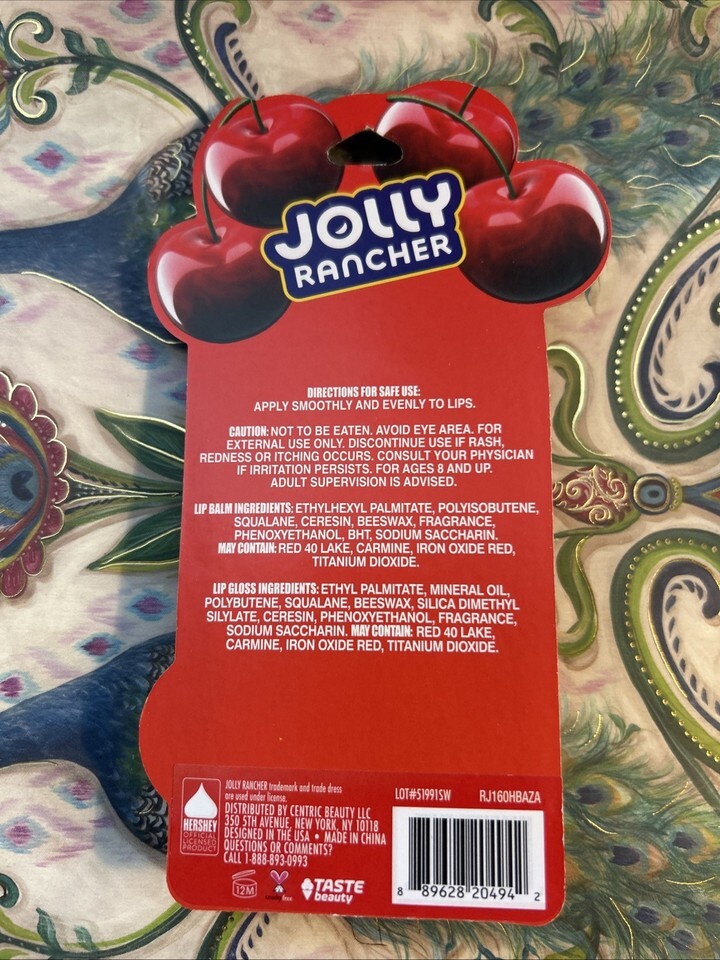 JOLLY
RANCHER
DIRECTIONS FOR SAFE USE:
APPLY SMOOTHLY AND EVENLY TO LIPS.
CAUTION: NOT TO BE EATEN. AVOID EYE AREA. FOR
EXTERNAL USE ONLY. DISCONTINUE USE IF RASH,
REDNESS OR ITCHING OCCURS. CONSULT YOUR PHYSICIAN
IF IRRITATION PERSISTS. FOR AGES 8 AND UP.
ADULT SUPERVISION IS ADVISED.
LIP BALM INGREDIENTS: ETHYLHEXYL PALMITATE, POLYISOBUTENE,
SQUALANE, CERESIN, BEESWAX, FRAGRANCE,
PHENOXYETHANOL, BHT, SODIUM SACCHARIN.
MAY CONTAIN: RED 40 LAKE, CARMINE, IRON OXIDE RED,
TITANIUM DIOXIDE.
LIP GLOSS INGREDIENTS: ETHYL PALMITATE, MINERAL OIL,
POLYBUTENE, SQUALANE, BEESWAX, SILICA DIMETHYL
SILYLATE, CERESIN, PHENOXYETHANOL, FRAGRANCE,
SODIUM SACCHARIN. MAY CONTAIN: RED 40 LAKE,
CARMINE, IRON OXIDE RED, TITANIUM DIOXIDE.
HERSHEY
OFFICIAL
LICENSED
PRODUCT
JOLLY RANCHER trademark and trade dress
are used under license.
DISTRIBUTED BY CENTRIC BEAUTY LLC
350 5TH AVENUE, NEW YORK, NY 10118
DESIGNED IN THE USA • MADE IN CHINA
QUESTIONS OR COMMENTS?
CALL 1-888-893-0993
12M
cruelty free
TASTE
beauty
LOT#51991SW RJ160HBAZA
8 89628 20494 2